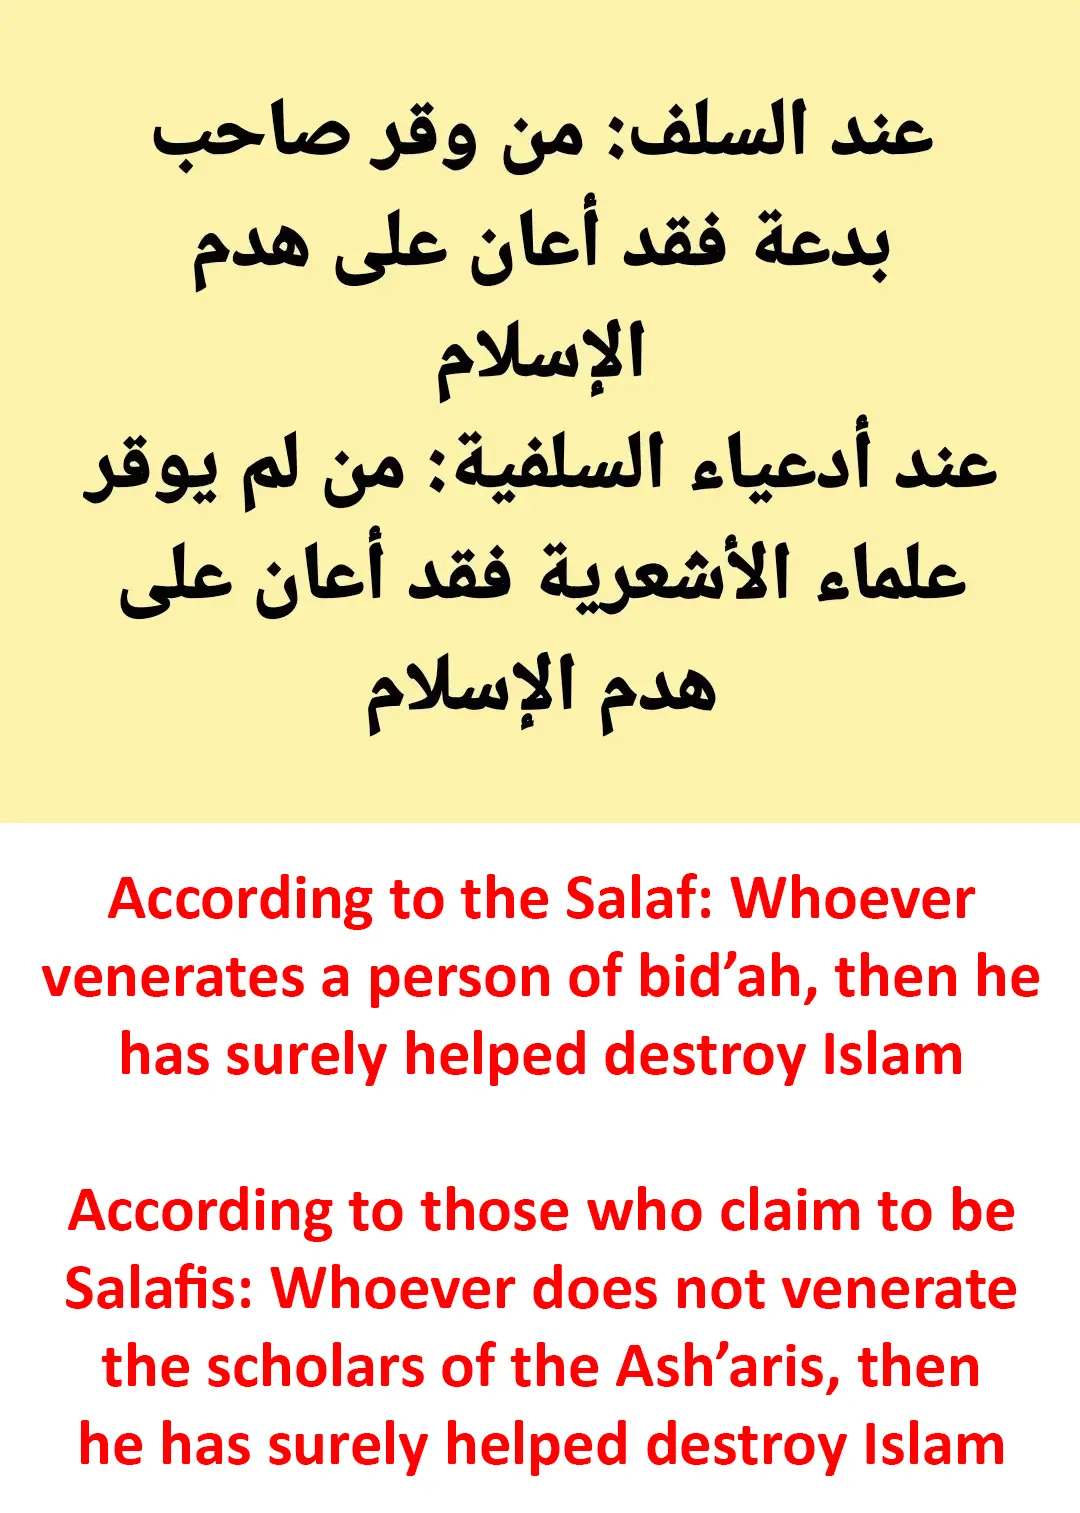 عند السلف: من وقر صاحب
بدعة فقد أعان على هدم
الإسلام
عند أدعياء السلفية: من لم يوقر
علماء الأشعرية فقد أعان على
هدم الإسلام
According to the Salaf: Whoever
venerates a person of bid’ah, then he
has surely helped destroy Islam
According to those who claim to be
Salafis: Whoever does not venerate
the scholars of the Ash’aris, then
he has surely helped destroy Islam